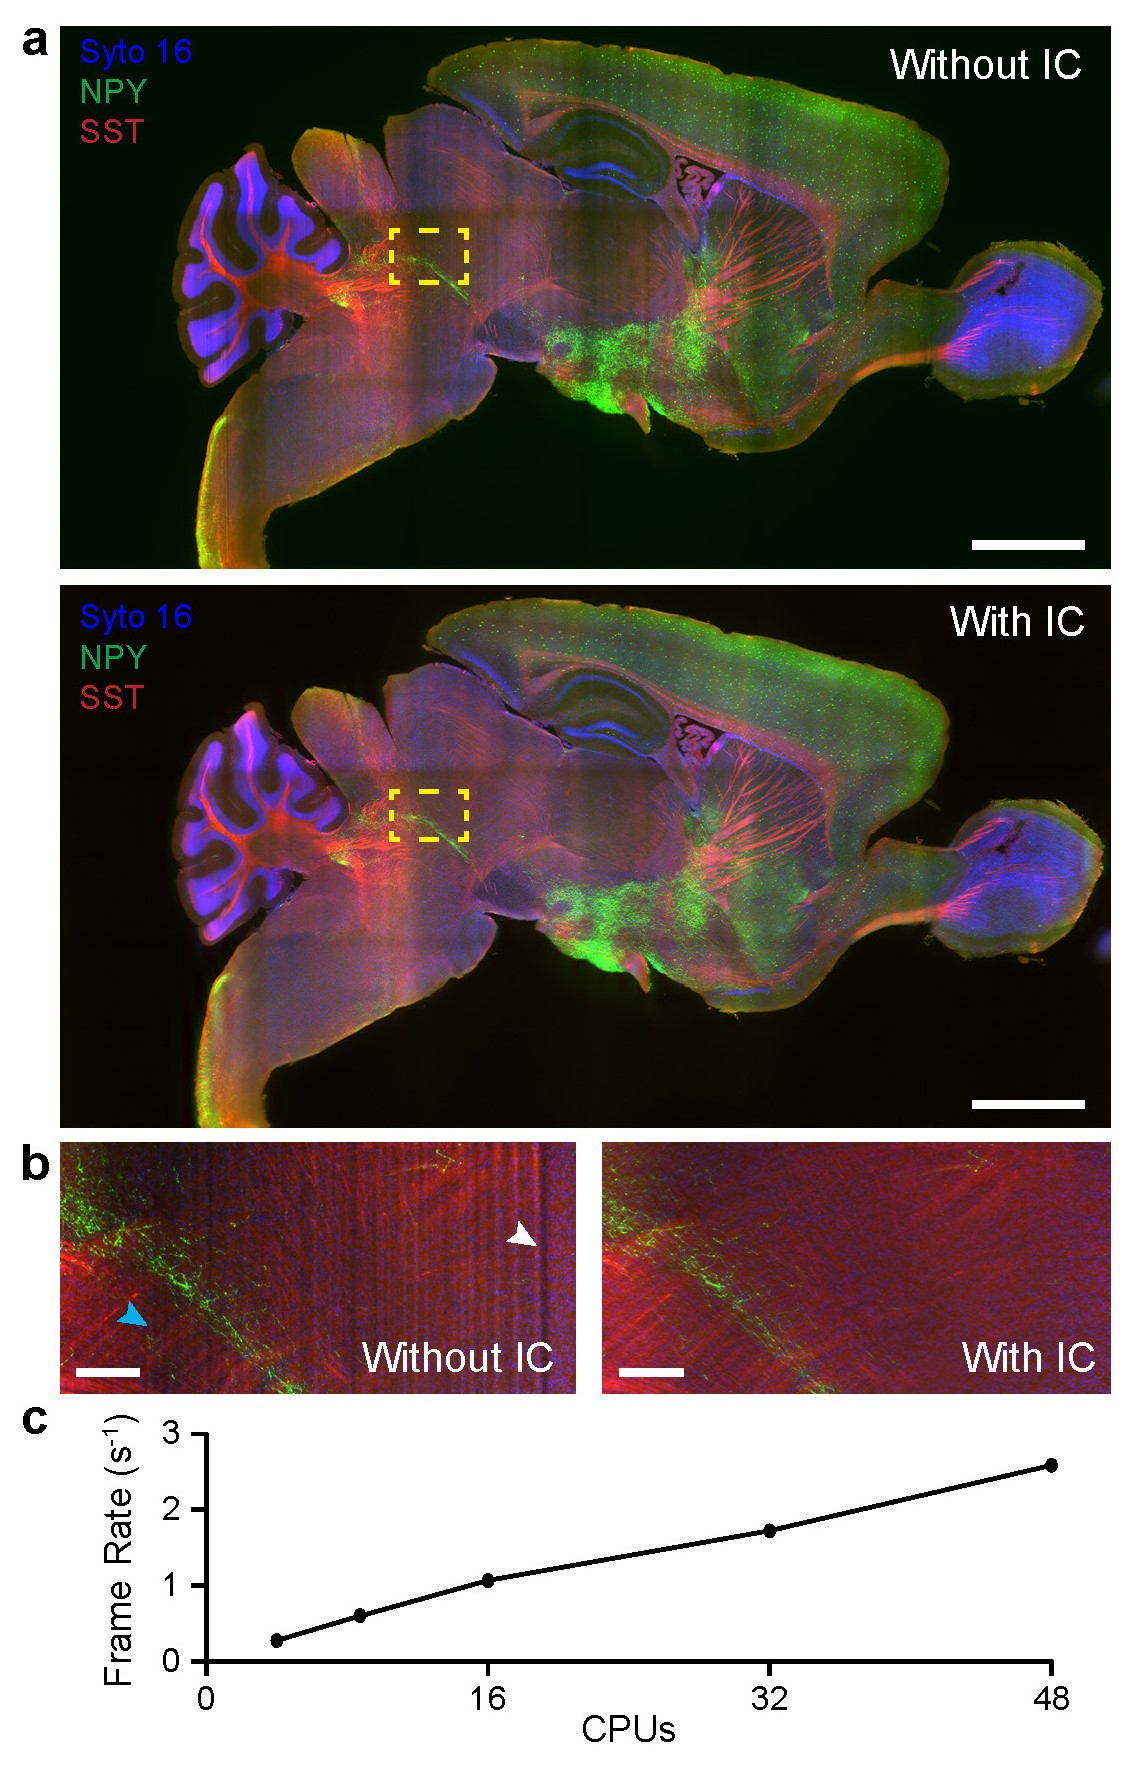 a
Syto 16
NPY
SST
Without IC
Syto 16
NPY
SST
With IC
b
Without IC
With IC
c
Frame Rate (s⁻¹)
3
2
1
0
0 16 32 48
CPUs